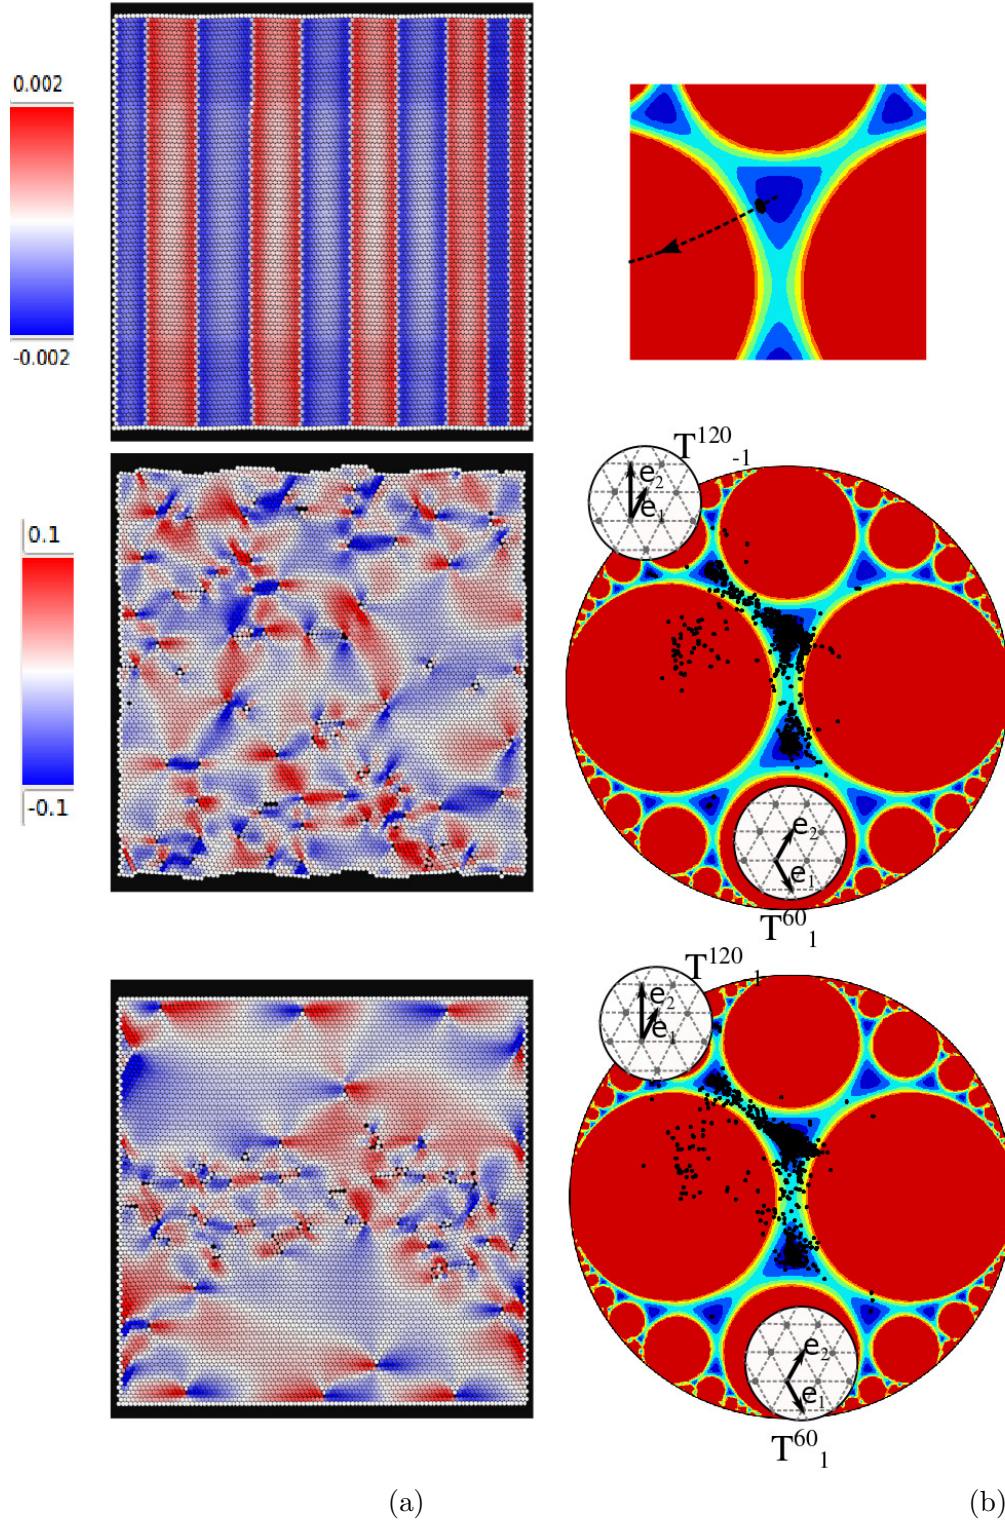 0.002
-0.002
T¹²⁰₋₁
e₂
e₁
0.1
-0.1
e₂
e₁
T⁶⁰₁
T¹²⁰₁
e₂
e₁
e₂
e₁
T⁶⁰₁
(a)
(b)